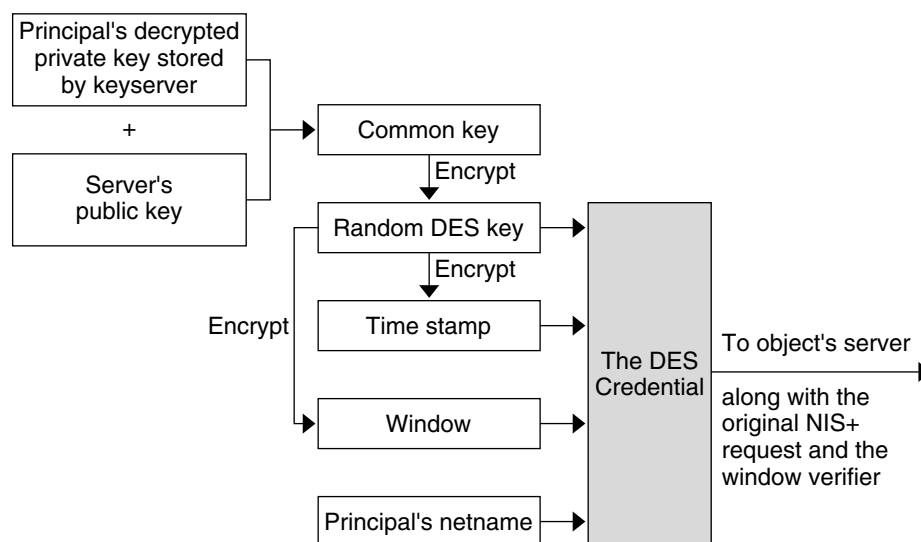 Principal's decrypted
private key stored
by keyserver
+
Server's
public key
Common key
Encrypt
Random DES key
Encrypt
Encrypt
Time stamp
Window
Principal's netname
The DES
Credential
To object's server
along with the
original NIS+
request and the
window verifier